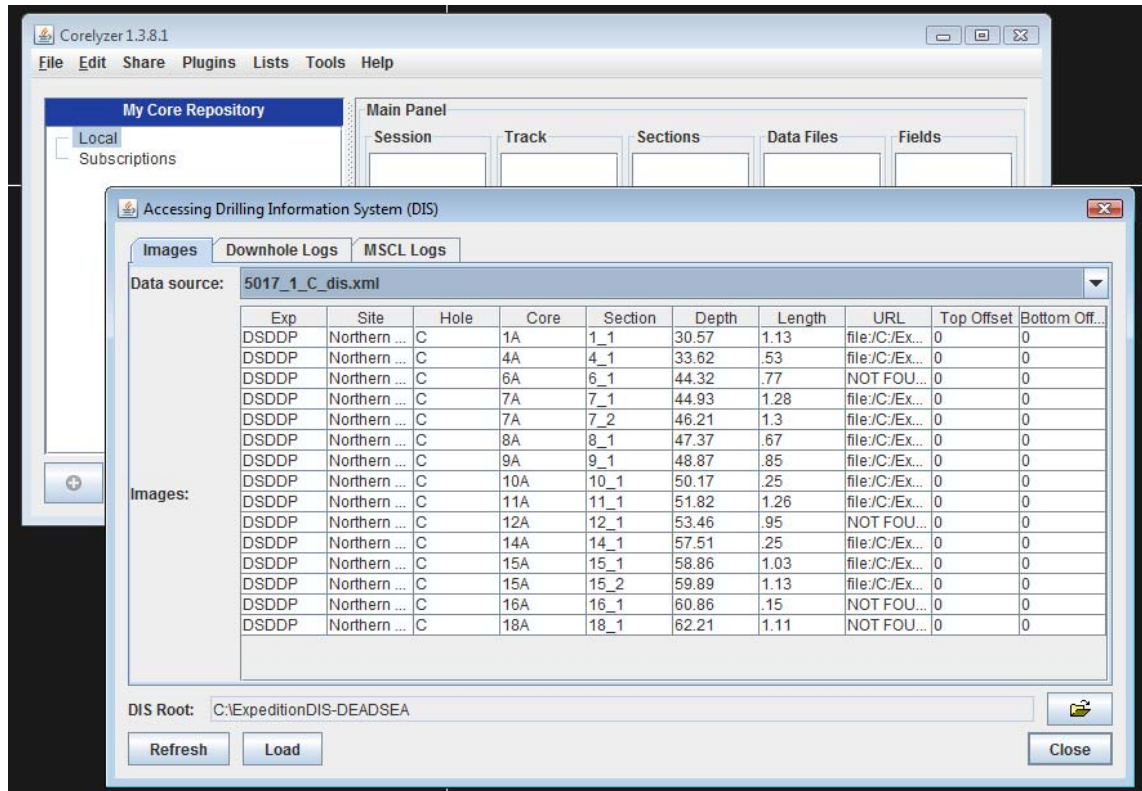 Corelyzer 1.3.8.1
File Edit Share Plugins Lists Tools Help
My Core Repository
Local
Subscriptions
Main Panel
Session Track Sections Data Files Fields
Accessing Drilling Information System (DIS)
Images Downhole Logs MSCL Logs
Data source: 5017_1_C_dis.xml
Exp Site Hole Core Section Depth Length URL Top Offset Bottom Off...
DSDDP Northern ... C 1A 1_1 30.57 1.13 file:/C:/Ex... 0 0
DSDDP Northern ... C 4A 4_1 33.62 .53 file:/C:/Ex... 0 0
DSDDP Northern ... C 6A 6_1 44.32 .77 NOT FOU... 0 0
DSDDP Northern ... C 7A 7_1 44.93 1.28 file:/C:/Ex... 0 0
DSDDP Northern ... C 7A 7_2 46.21 1.3 file:/C:/Ex... 0 0
DSDDP Northern ... C 8A 8_1 47.37 .67 file:/C:/Ex... 0 0
DSDDP Northern ... C 9A 9_1 48.87 .85 file:/C:/Ex... 0 0
DSDDP Northern ... C 10A 10_1 50.17 .25 file:/C:/Ex... 0 0
Images:
DSDDP Northern ... C 11A 11_1 51.82 1.26 file:/C:/Ex... 0 0
DSDDP Northern ... C 12A 12_1 53.46 .95 NOT FOU... 0 0
DSDDP Northern ... C 14A 14_1 57.51 .25 file:/C:/Ex... 0 0
DSDDP Northern ... C 15A 15_1 58.86 1.03 file:/C:/Ex... 0 0
DSDDP Northern ... C 15A 15_2 59.89 1.13 file:/C:/Ex... 0 0
DSDDP Northern ... C 16A 16_1 60.86 .15 NOT FOU... 0 0
DSDDP Northern ... C 18A 18_1 62.21 1.11 NOT FOU... 0 0
DIS Root: C:\ExpeditionDIS-DEADSEA
Refresh Load Close